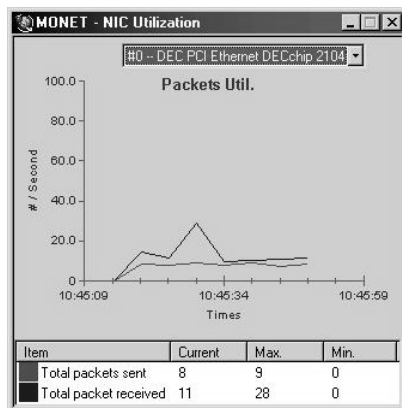 MONET - NIC Utilization
#0 -- DEC PCI Ethernet DECchip 2104
Packets Util.
100.0
80.0
60.0
40.0
20.0
0
# / Second
10:45:09 10:45:34 10:45:59
Times
Item Current Max. Min.
Total packets sent 8 9 0
Total packet received 11 28 0